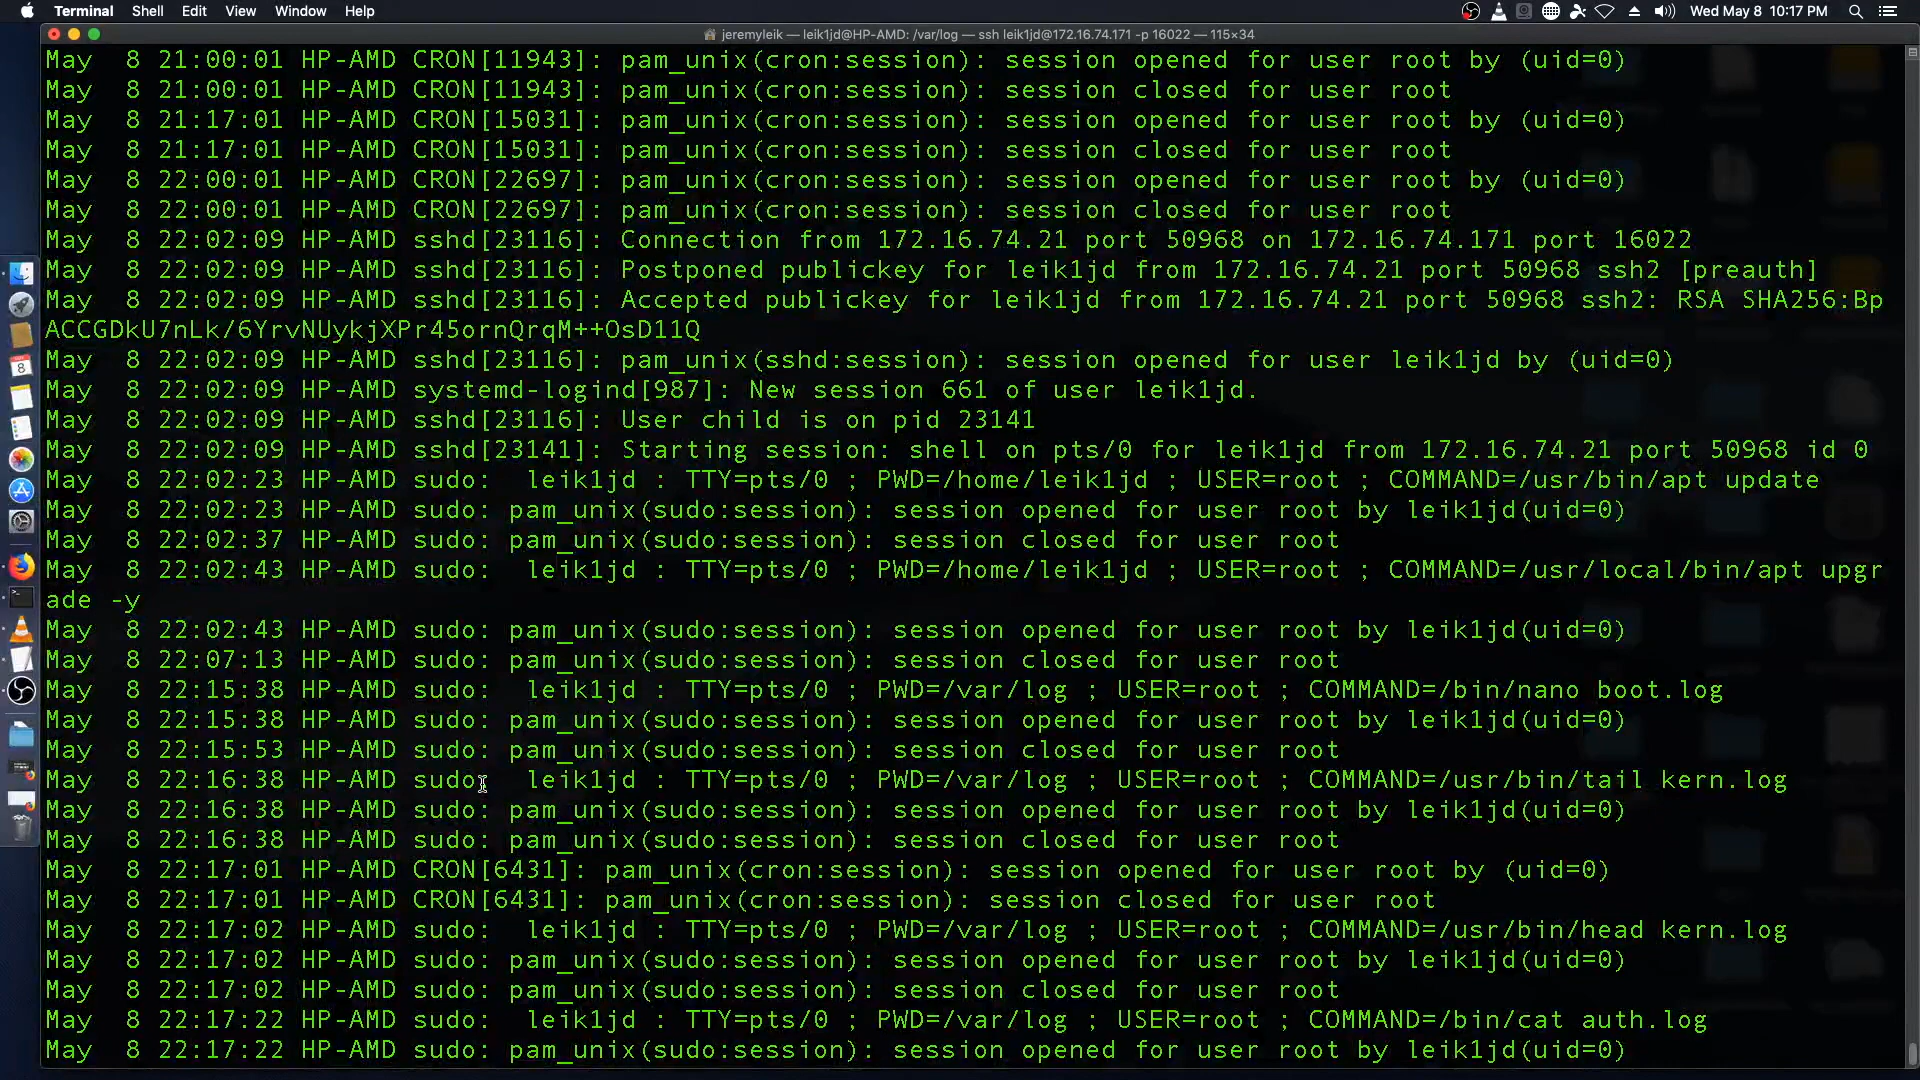 Terminal Shell Edit View Window Help Wed May 8 10:17 PM
jeremyleik — leik1jd@HP-AMD: /var/log — ssh leik1jd@172.16.74.171 -p 16022 — 115×34
May  8 21:00:01 HP-AMD CRON[11943]: pam_unix(cron:session): session opened for user root by (uid=0)
May  8 21:00:01 HP-AMD CRON[11943]: pam_unix(cron:session): session closed for user root
May  8 21:17:01 HP-AMD CRON[15031]: pam_unix(cron:session): session opened for user root by (uid=0)
May  8 21:17:01 HP-AMD CRON[15031]: pam_unix(cron:session): session closed for user root
May  8 22:00:01 HP-AMD CRON[22697]: pam_unix(cron:session): session opened for user root by (uid=0)
May  8 22:00:01 HP-AMD CRON[22697]: pam_unix(cron:session): session closed for user root
May  8 22:02:09 HP-AMD sshd[23116]: Connection from 172.16.74.21 port 50968 on 172.16.74.171 port 16022
May  8 22:02:09 HP-AMD sshd[23116]: Postponed publickey for leik1jd from 172.16.74.21 port 50968 ssh2 [preauth]
May  8 22:02:09 HP-AMD sshd[23116]: Accepted publickey for leik1jd from 172.16.74.21 port 50968 ssh2: RSA SHA256:Bp
ACCGDkU7nLk/6YrvNUykjXPr45ornQrqM++OsD11Q
May  8 22:02:09 HP-AMD sshd[23116]: pam_unix(sshd:session): session opened for user leik1jd by (uid=0)
May  8 22:02:09 HP-AMD systemd-logind[987]: New session 661 of user leik1jd.
May  8 22:02:09 HP-AMD sshd[23116]: User child is on pid 23141
May  8 22:02:09 HP-AMD sshd[23141]: Starting session: shell on pts/0 for leik1jd from 172.16.74.21 port 50968 id 0
May  8 22:02:23 HP-AMD sudo:  leik1jd : TTY=pts/0 ; PWD=/home/leik1jd ; USER=root ; COMMAND=/usr/bin/apt update
May  8 22:02:23 HP-AMD sudo: pam_unix(sudo:session): session opened for user root by leik1jd(uid=0)
May  8 22:02:37 HP-AMD sudo: pam_unix(sudo:session): session closed for user root
May  8 22:02:43 HP-AMD sudo:  leik1jd : TTY=pts/0 ; PWD=/home/leik1jd ; USER=root ; COMMAND=/usr/local/bin/apt upgr
ade -y
May  8 22:02:43 HP-AMD sudo: pam_unix(sudo:session): session opened for user root by leik1jd(uid=0)
May  8 22:07:13 HP-AMD sudo: pam_unix(sudo:session): session closed for user root
May  8 22:15:38 HP-AMD sudo:  leik1jd : TTY=pts/0 ; PWD=/var/log ; USER=root ; COMMAND=/bin/nano boot.log
May  8 22:15:38 HP-AMD sudo: pam_unix(sudo:session): session opened for user root by leik1jd(uid=0)
May  8 22:15:53 HP-AMD sudo: pam_unix(sudo:session): session closed for user root
May  8 22:16:38 HP-AMD sudo:  leik1jd : TTY=pts/0 ; PWD=/var/log ; USER=root ; COMMAND=/usr/bin/tail kern.log
May  8 22:16:38 HP-AMD sudo: pam_unix(sudo:session): session opened for user root by leik1jd(uid=0)
May  8 22:16:38 HP-AMD sudo: pam_unix(sudo:session): session closed for user root
May  8 22:17:01 HP-AMD CRON[6431]: pam_unix(cron:session): session opened for user root by (uid=0)
May  8 22:17:01 HP-AMD CRON[6431]: pam_unix(cron:session): session closed for user root
May  8 22:17:02 HP-AMD sudo:  leik1jd : TTY=pts/0 ; PWD=/var/log ; USER=root ; COMMAND=/usr/bin/head kern.log
May  8 22:17:02 HP-AMD sudo: pam_unix(sudo:session): session opened for user root by leik1jd(uid=0)
May  8 22:17:02 HP-AMD sudo: pam_unix(sudo:session): session closed for user root
May  8 22:17:22 HP-AMD sudo:  leik1jd : TTY=pts/0 ; PWD=/var/log ; USER=root ; COMMAND=/bin/cat auth.log
May  8 22:17:22 HP-AMD sudo: pam_unix(sudo:session): session opened for user root by leik1jd(uid=0)
8